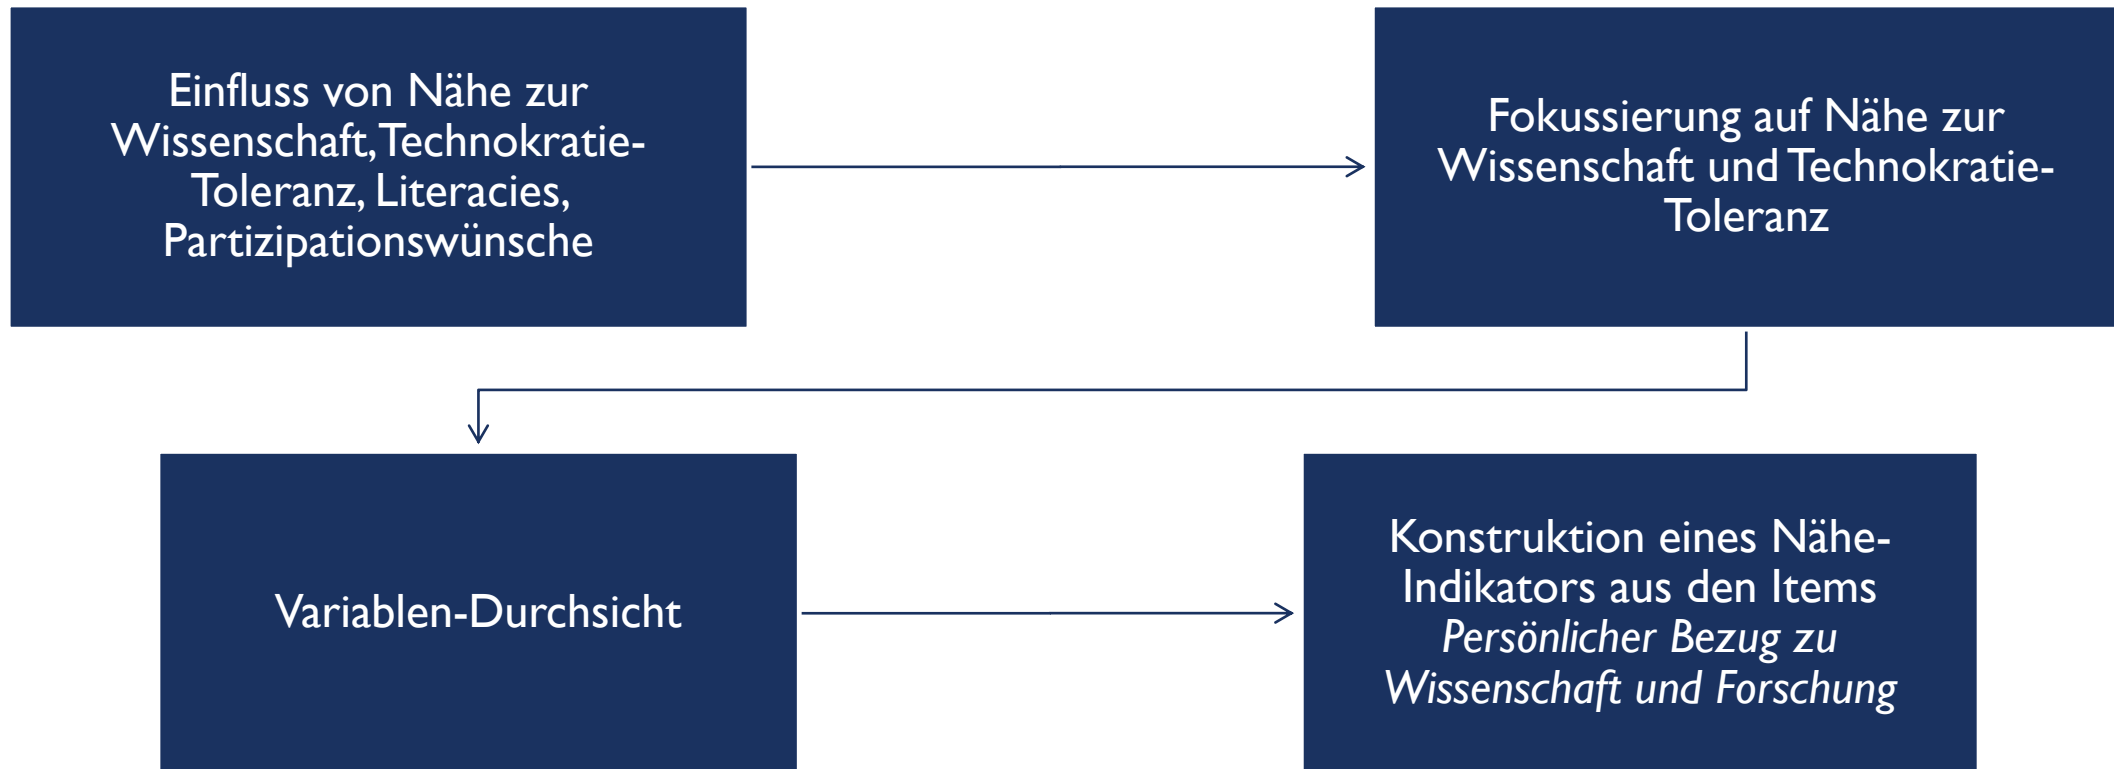 Einfluss von Nähe zur
Wissenschaft, Technokratie-
Toleranz, Literacies,
Partizipationswünsche
Fokussierung auf Nähe zur
Wissenschaft und Technokratie-
Toleranz
Variablen-Durchsicht
Konstruktion eines Nähe-
Indikators aus den Items
Persönlicher Bezug zu
Wissenschaft und Forschung